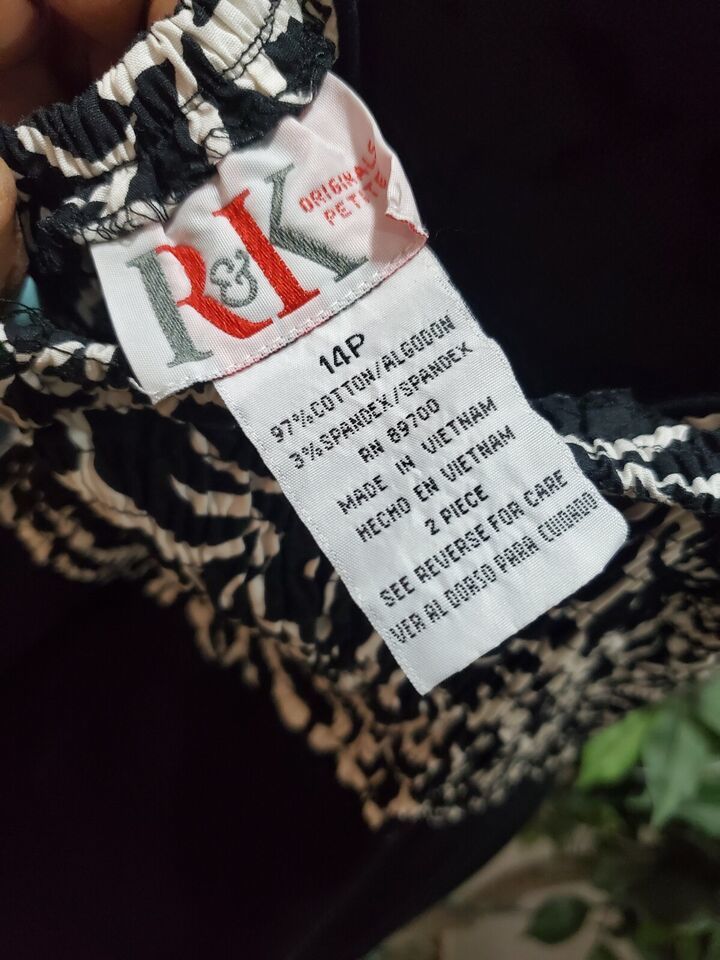 R&K
ORIGINALS
PETITE
14P
97%COTTON/ALGODON
3%SPANDEX/SPANDEX
RN 89700
MADE IN VIETNAM
HECHO EN VIETNAM
2 PIECE
SEE REVERSE FOR CARE
VER AL DORSO PARA CUIDADO